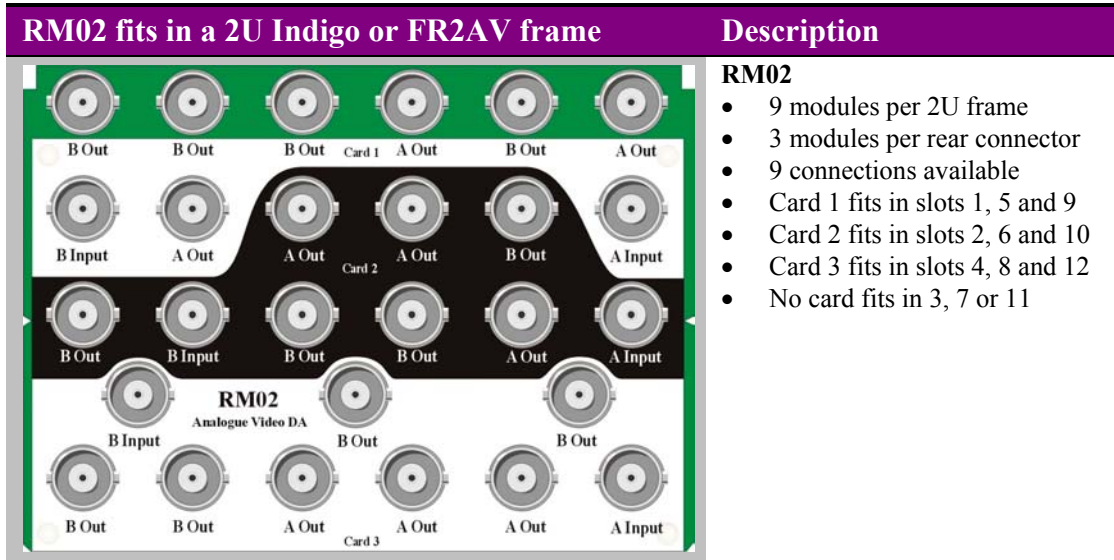 RM02 fits in a 2U Indigo or FR2AV frame
Description
B Out B Out B Out Card 1 A Out B Out A Out
B Input A Out A Out Card 2 A Out B Out A Input
B Out B Input B Out B Out A Out A Input
RM02
Analogue Video DA
B Input B Out B Out
B Out B Out A Out Card 3 A Out A Out A Input
RM02
• 9 modules per 2U frame
• 3 modules per rear connector
• 9 connections available
• Card 1 fits in slots 1, 5 and 9
• Card 2 fits in slots 2, 6 and 10
• Card 3 fits in slots 4, 8 and 12
• No card fits in 3, 7 or 11